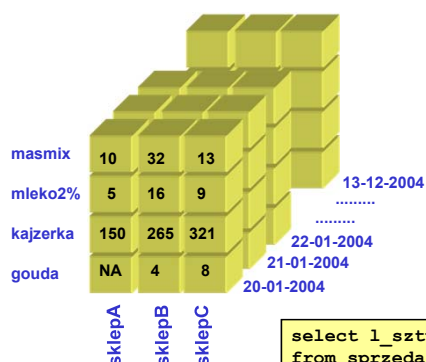 masmix 10 32 13
mleko2% 5 16 9
kajzerka 150 265 321
gouda NA 4 8
sklepA sklepB sklepC
13-12-2004
.........
.........
22-01-2004
21-01-2004
20-01-2004
select l_sztu
from sprzeda